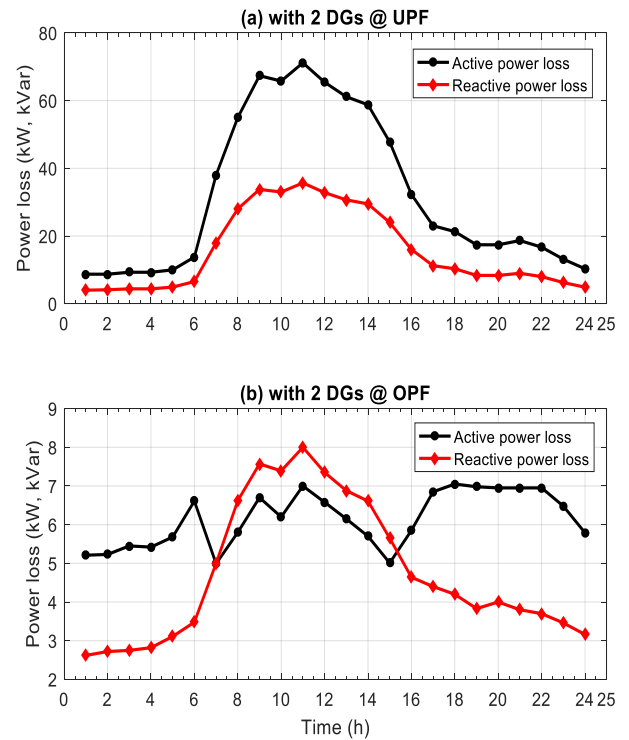 (a) with 2 DGs @ UPF
Power loss (kW, kVar)
80
60
40
20
0
Active power loss
Reactive power loss
0 2 4 6 8 10 12 14 16 18 20 22 24 25
(b) with 2 DGs @ OPF
Power loss (kW, kVar)
9
8
7
6
5
4
3
2
Active power loss
Reactive power loss
0 2 4 6 8 10 12 14 16 18 20 22 24 25
Time (h)